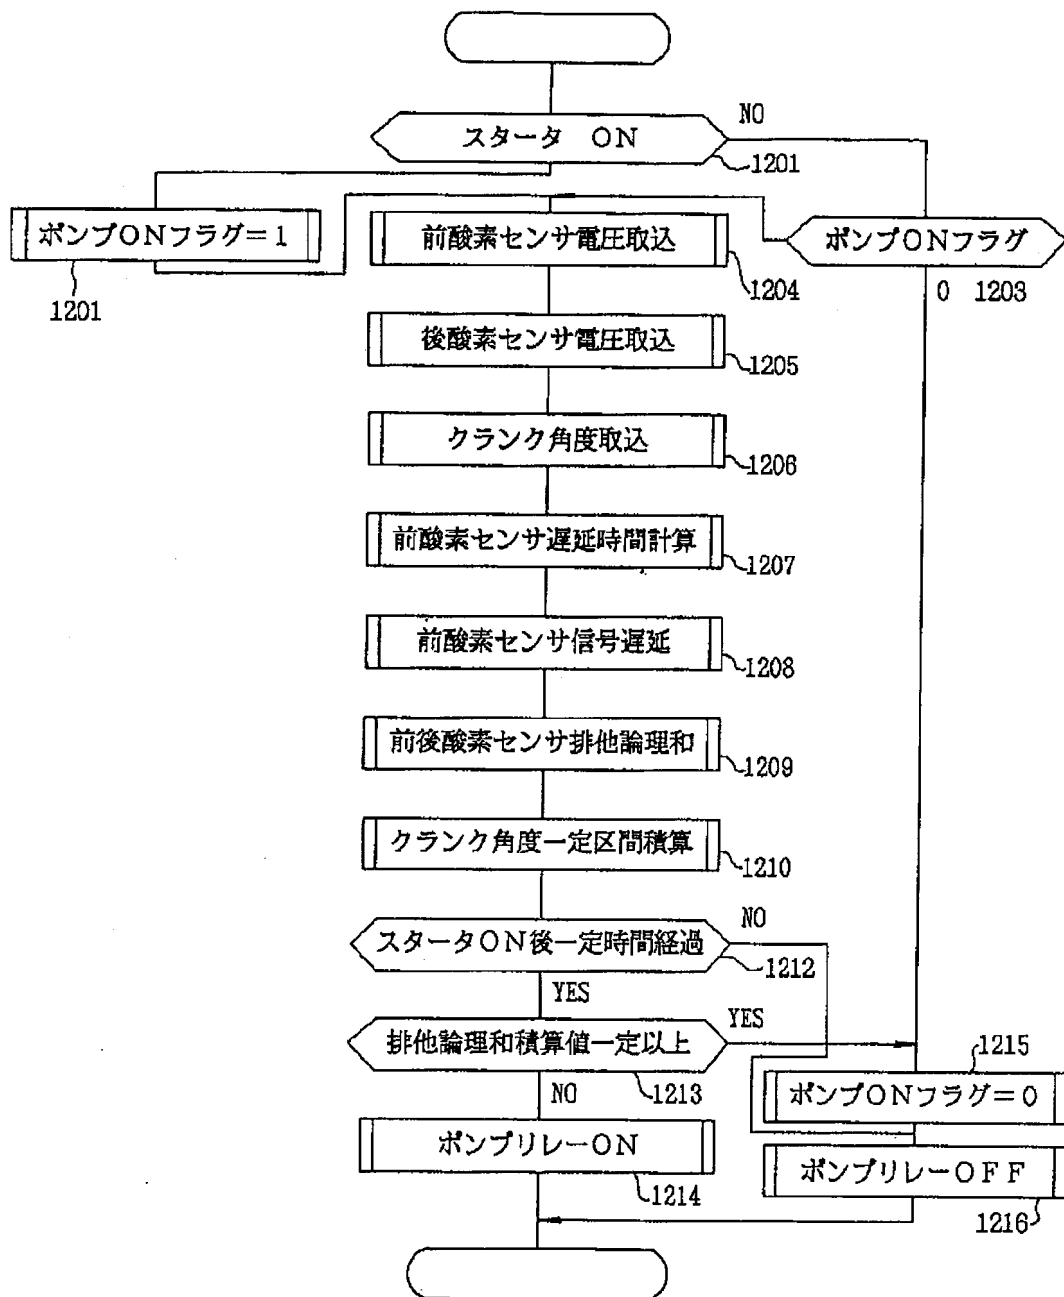 NO
スタータ ON
1201
ポンプONフラグ=1
1201
前酸素センサ電圧取込
1204
ポンプONフラグ
0 1203
後酸素センサ電圧取込
1205
クランク角度取込
1206
前酸素センサ遅延時間計算
1207
前酸素センサ信号遅延
1208
前後酸素センサ排他論理和
1209
クランク角度一定区間積算
1210
NO
スタータON後一定時間経過
1212
YES
YES
排他論理和積算値一定以上
1213
NO
1215
ポンプONフラグ=0
ポンプリレーON
1214
ポンプリレーOFF
1216